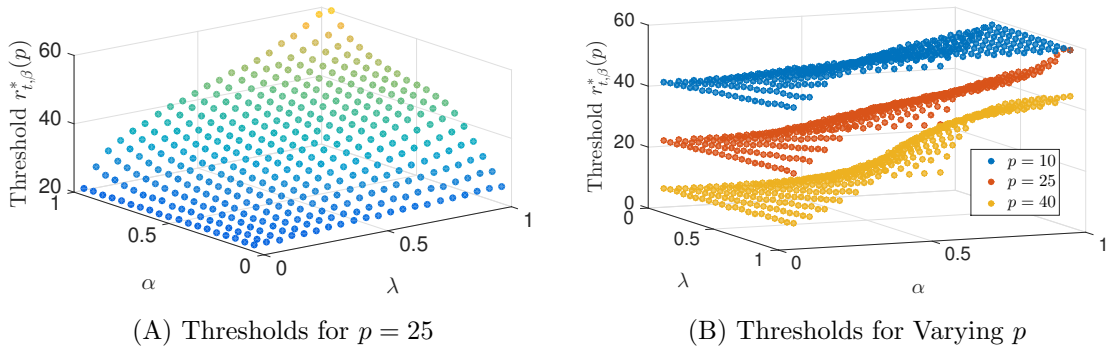 60
40
20
1
0.5
0
0
0.5
1
Threshold r*_{t,β}(p)
α
λ
(A) Thresholds for p = 25
60
40
20
0
0
0.5
1
0
0.5
1
Threshold r*_{t,β}(p)
λ
α
p = 10
p = 25
p = 40
(B) Thresholds for Varying p